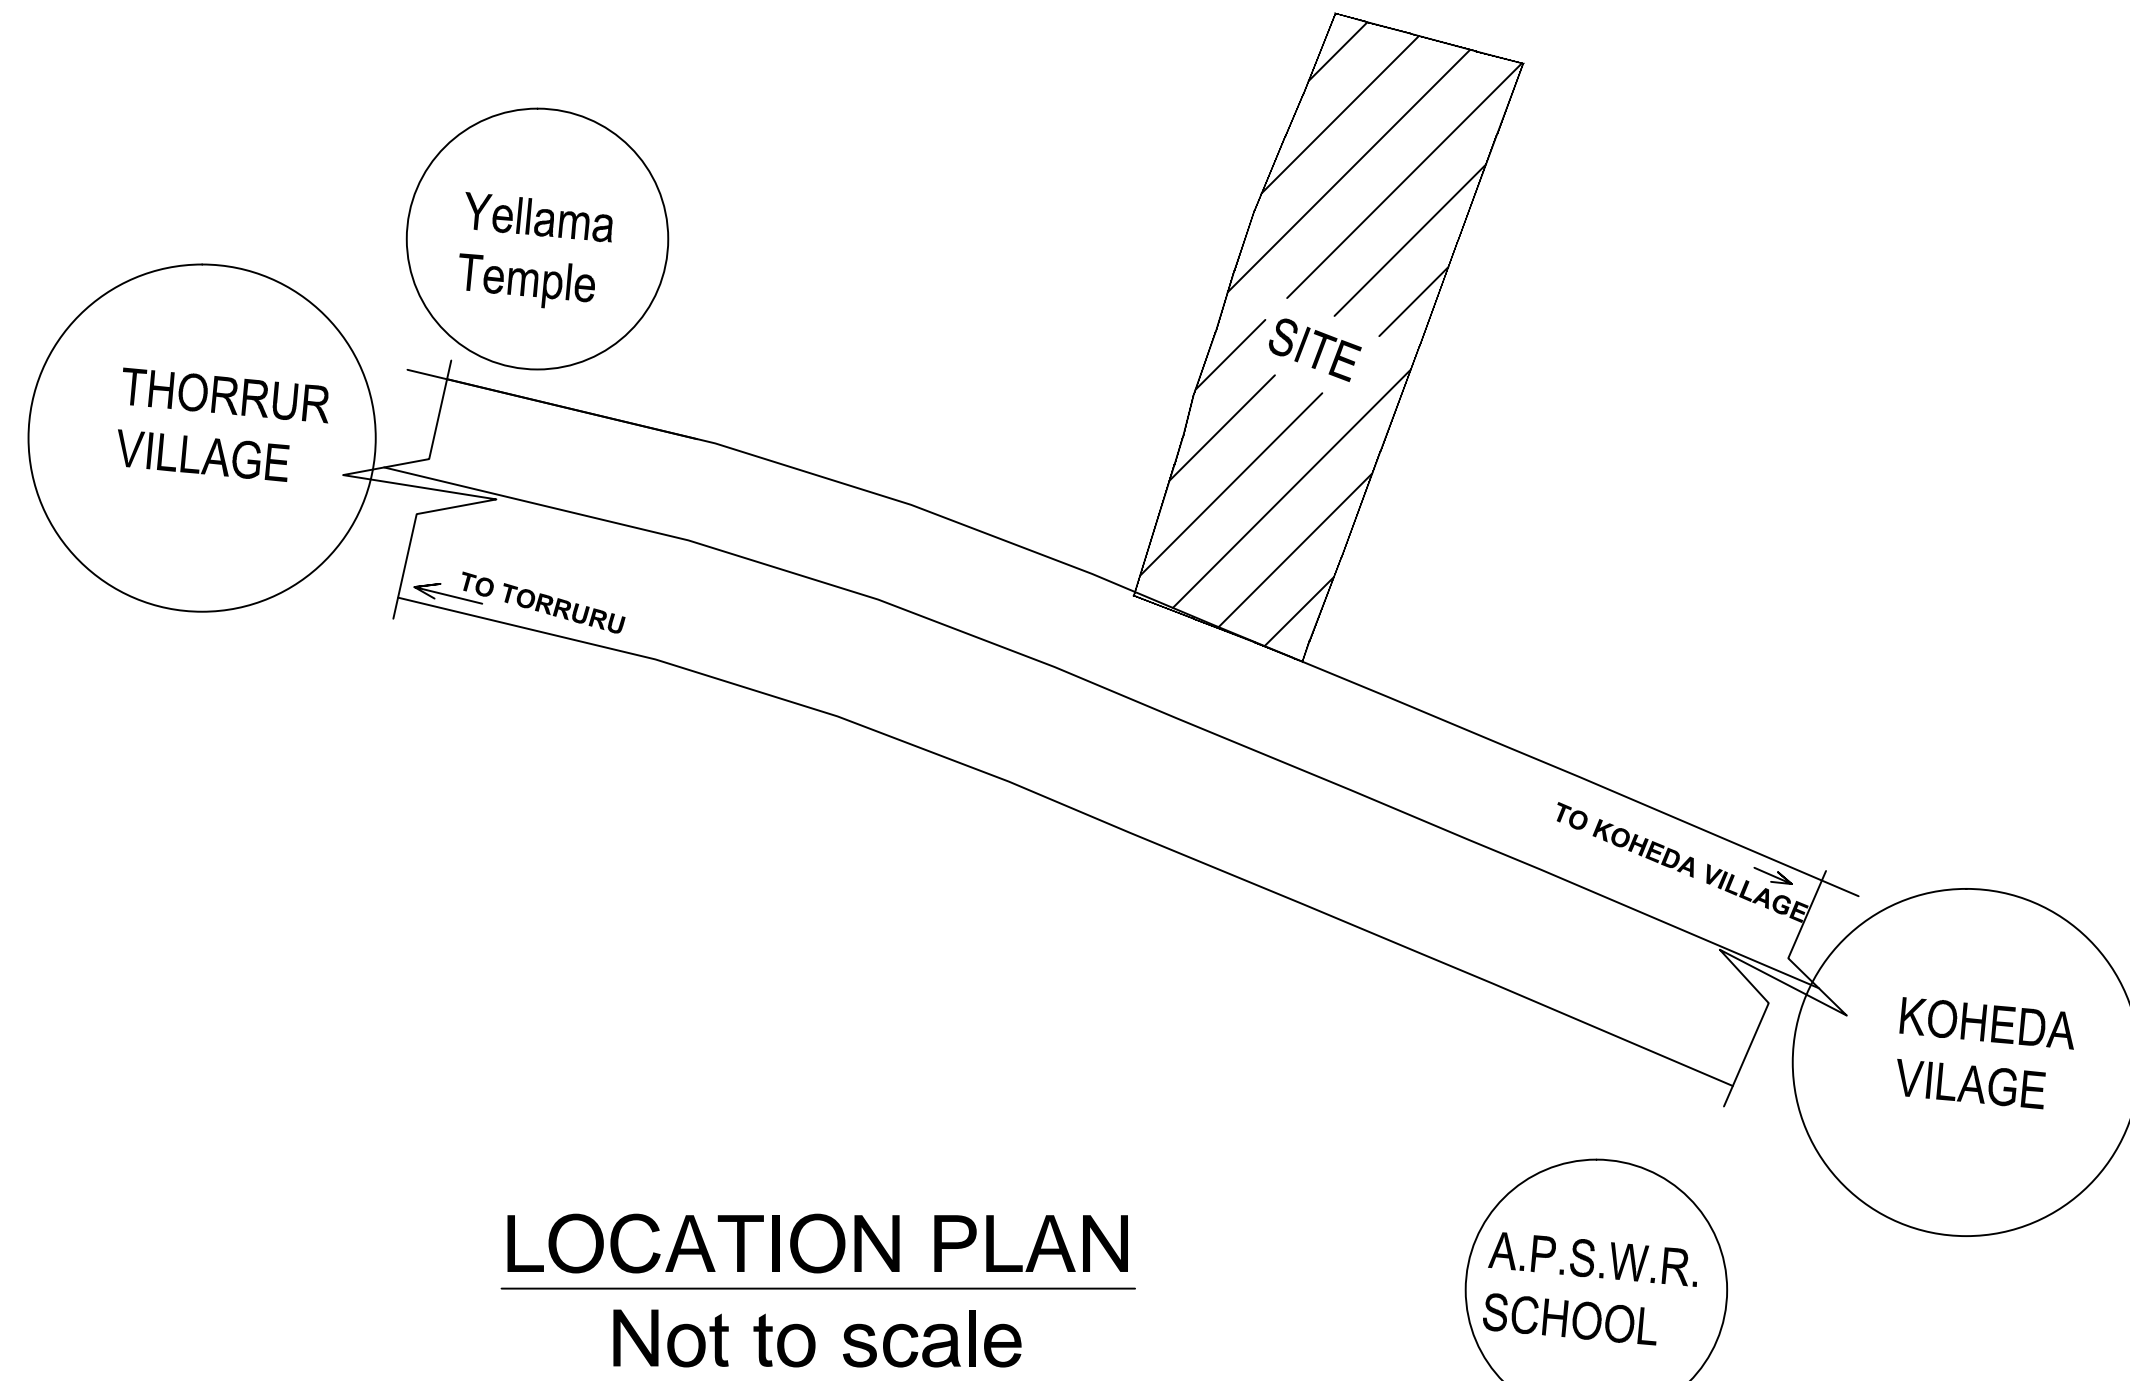 Yellama
Temple
THORRUR
VILLAGE
SITE
TO TORRURU
TO KOHEDA VILLAGE
KOHEDA
VILAGE
A.P.S.W.R.
SCHOOL
LOCATION PLAN
Not to scale